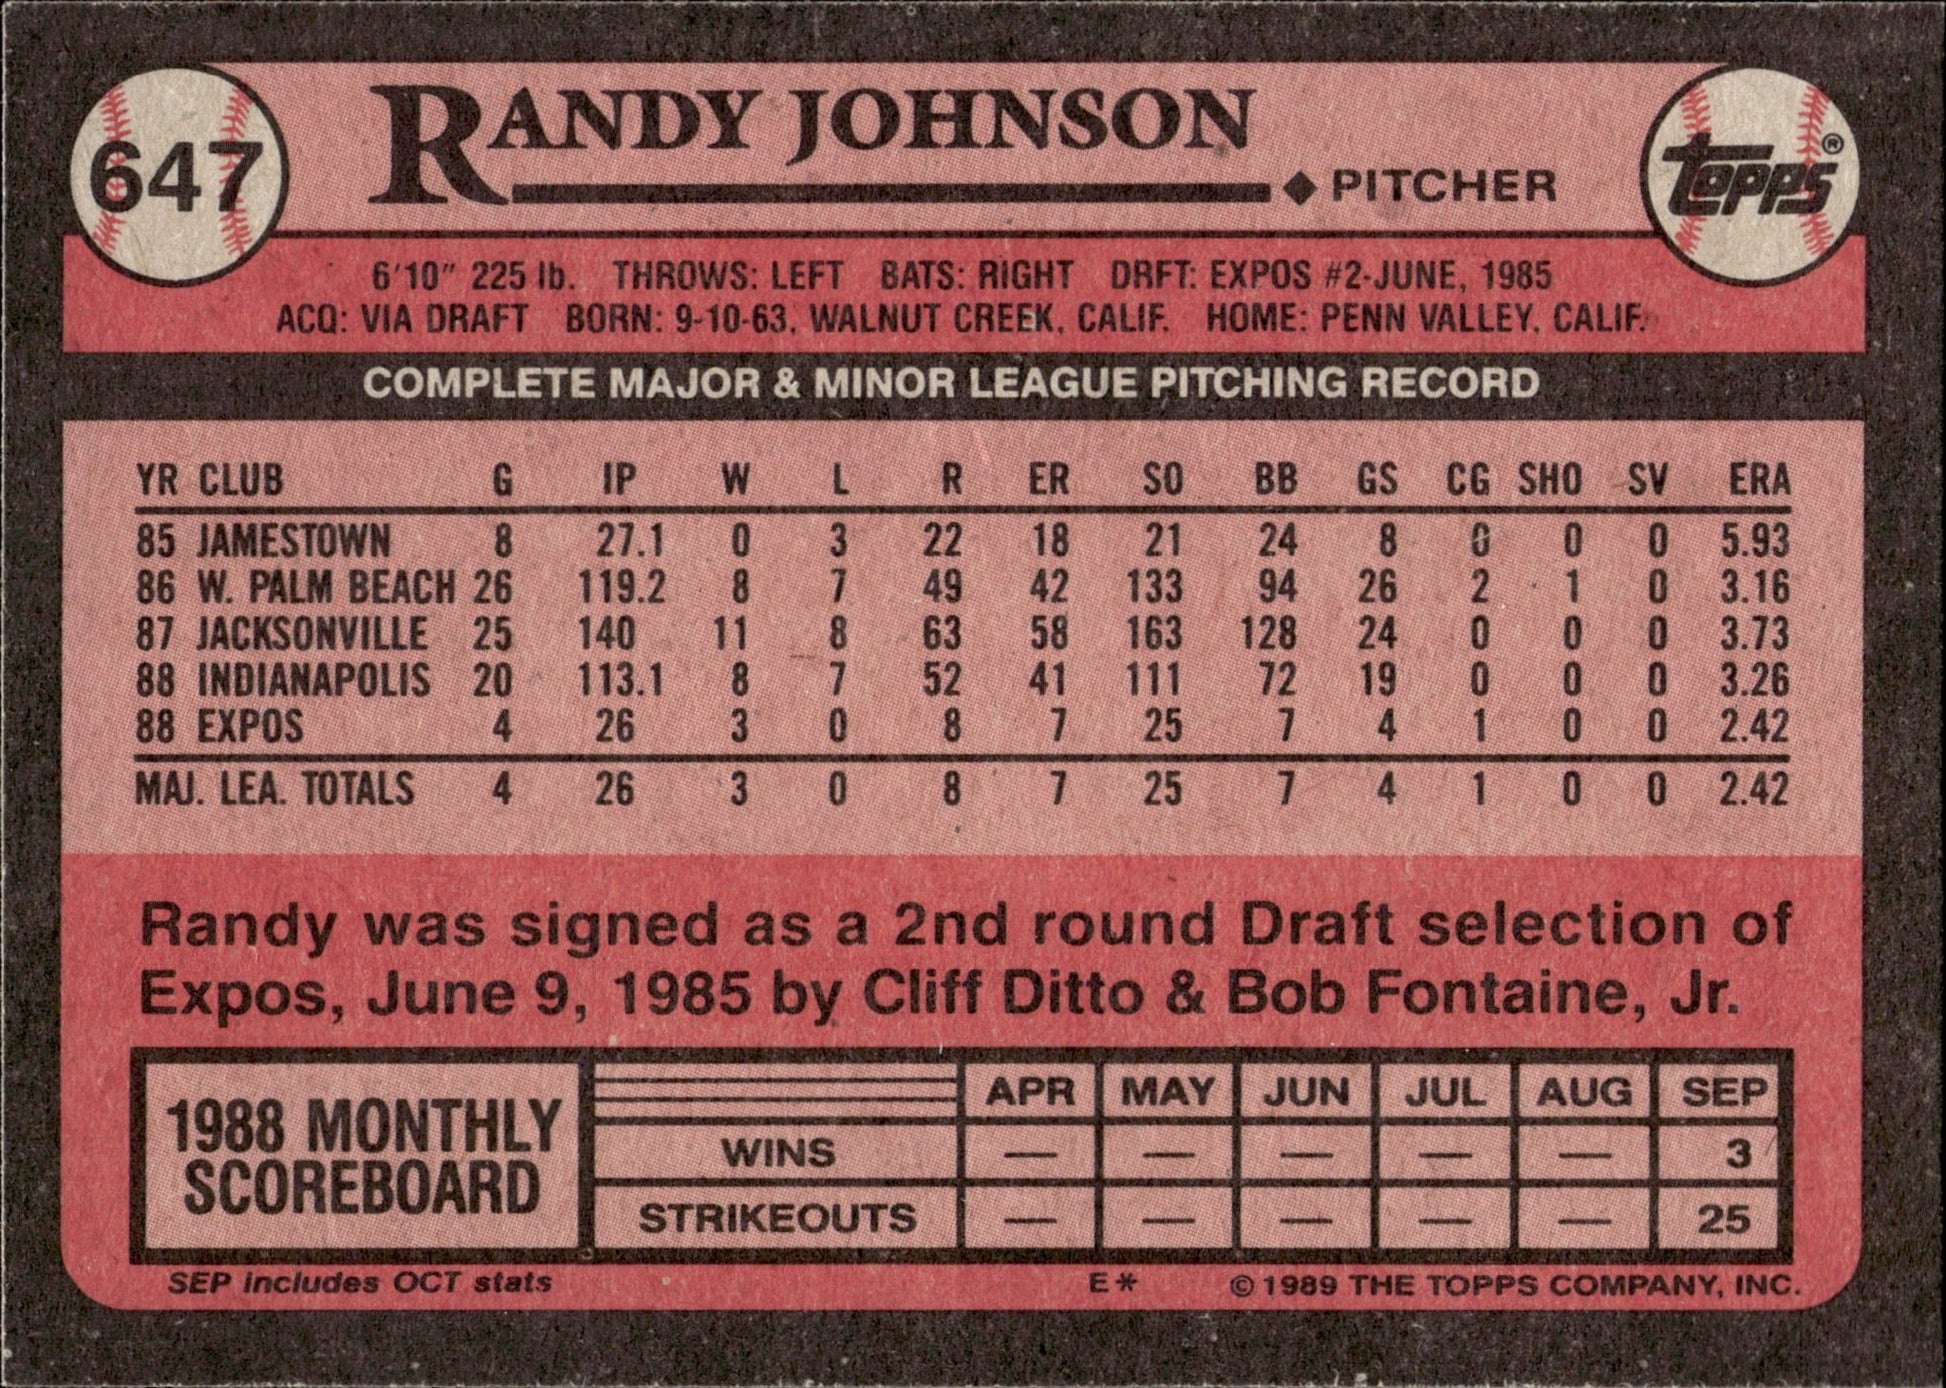 647
RANDY JOHNSON
◆ PITCHER
TOPPS®
6'10" 225 lb. THROWS: LEFT BATS: RIGHT DRFT: EXPOS #2-JUNE, 1985
ACQ: VIA DRAFT BORN: 9-10-63, WALNUT CREEK, CALIF. HOME: PENN VALLEY, CALIF.
COMPLETE MAJOR & MINOR LEAGUE PITCHING RECORD
YR CLUB G IP W L R ER SO BB GS CG SHO SV ERA
85 JAMESTOWN 8 27.1 0 3 22 18 21 24 8 0 0 0 5.93
86 W. PALM BEACH 26 119.2 8 7 49 42 133 94 26 2 1 0 3.16
87 JACKSONVILLE 25 140 11 8 63 58 163 128 24 0 0 0 3.73
88 INDIANAPOLIS 20 113.1 8 7 52 41 111 72 19 0 0 0 3.26
88 EXPOS 4 26 3 0 8 7 25 7 4 1 0 0 2.42
MAJ. LEA. TOTALS 4 26 3 0 8 7 25 7 4 1 0 0 2.42
Randy was signed as a 2nd round Draft selection of
Expos, June 9, 1985 by Cliff Ditto & Bob Fontaine, Jr.
1988 MONTHLY
SCOREBOARD
APR MAY JUN JUL AUG SEP
WINS — — — — — 3
STRIKEOUTS — — — — — 25
SEP includes OCT stats E* © 1989 THE TOPPS COMPANY, INC.